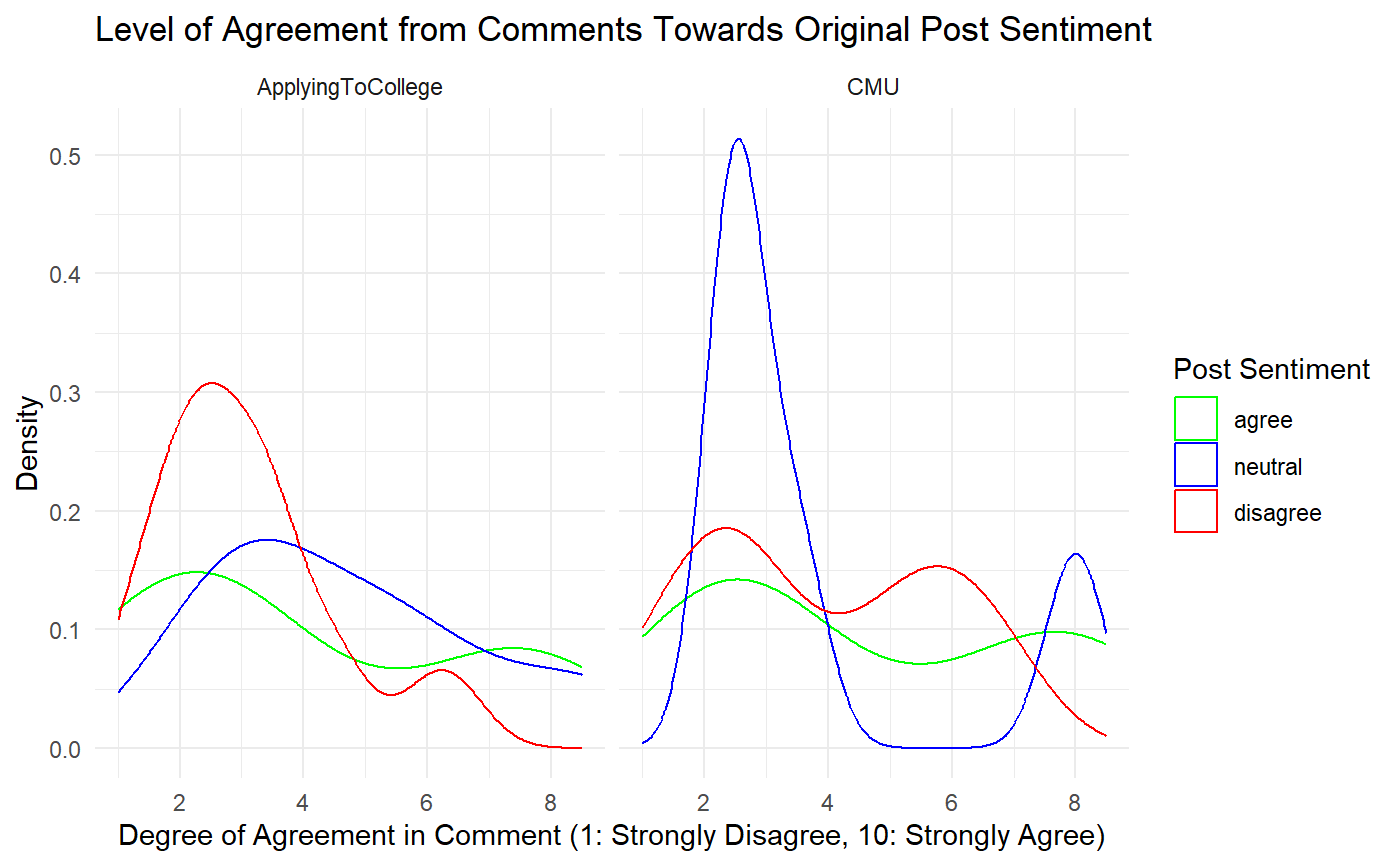 Level of Agreement from Comments Towards Original Post Sentiment
ApplyingToCollege
CMU
0.5
0.4
0.3
0.2
0.1
0.0
Density
2 4 6 8
2 4 6 8
Degree of Agreement in Comment (1: Strongly Disagree, 10: Strongly Agree)
Post Sentiment
agree
neutral
disagree